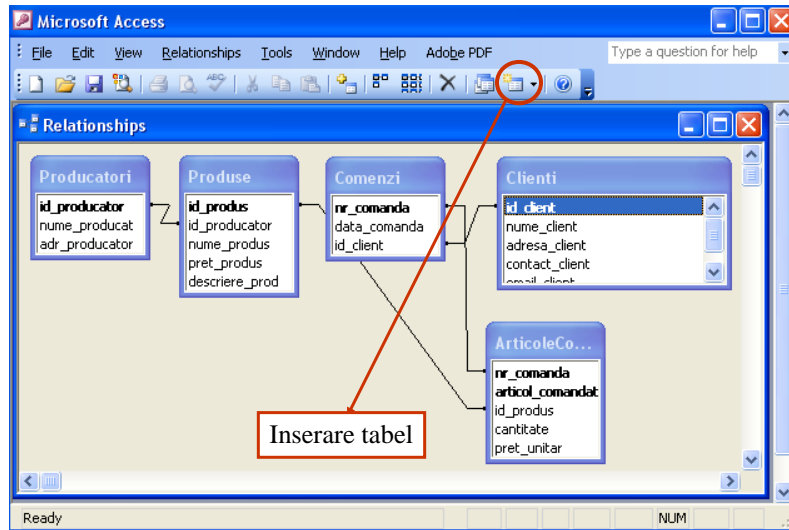 Microsoft Access
File Edit View Relationships Tools Window Help Adobe PDF Type a question for help
Relationships
Producatori
id_producator
nume_producat
adr_producator
Produse
id_produs
id_producator
nume_produs
pret_produs
descriere_prod
Comenzi
nr_comanda
data_comanda
id_client
Clienti
id_client
nume_client
adresa_client
contact_client
email_client
ArticoleCo...
nr_comanda
articol_comandat
id_produs
cantitate
pret_unitar
Inserare tabel
Ready NUM